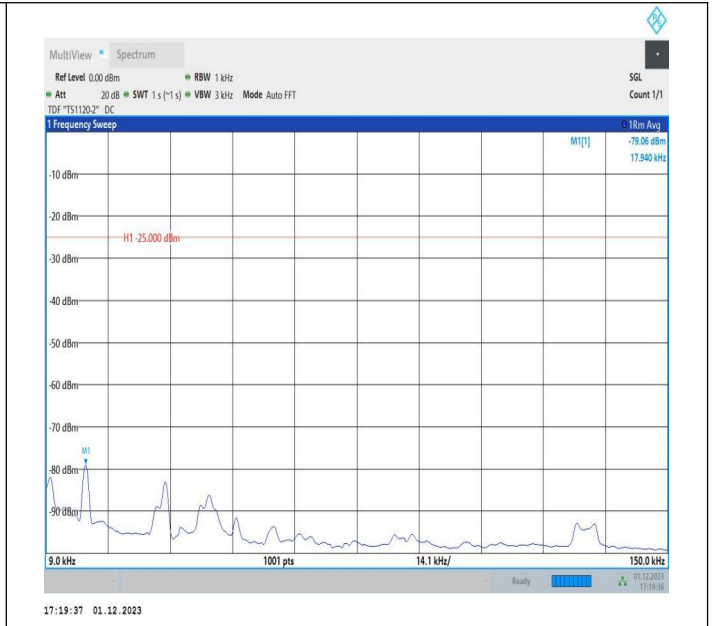 R S
MultiView Spectrum
Ref Level 0.00 dBm RBW 1 kHz SGL
Att 20 dB SWT 1 s (~1 s) VBW 3 kHz Mode Auto FFT Count 1/1
TDF "TS1120-2" DC
1 Frequency Sweep 1Rm Avg
M1[1] -79.06 dBm
17.940 kHz
-10 dBm
-20 dBm
H1 -25.000 dBm
-30 dBm
-40 dBm
-50 dBm
-60 dBm
-70 dBm
M1
-80 dBm
-90 dBm
9.0 kHz 1001 pts 14.1 kHz/ 150.0 kHz
Ready 01.12.2023
17:19:36
17:19:37 01.12.2023